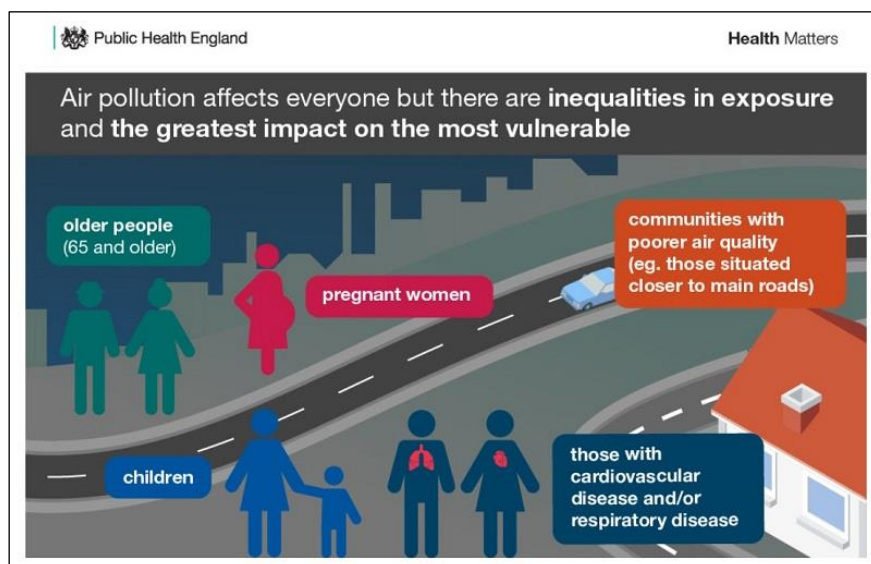 Public Health England
Health Matters
Air pollution affects everyone but there are inequalities in exposure
and the greatest impact on the most vulnerable
older people
(65 and older)
pregnant women
communities with
poorer air quality
(eg. those situated
closer to main roads)
children
those with
cardiovascular
disease and/or
respiratory disease